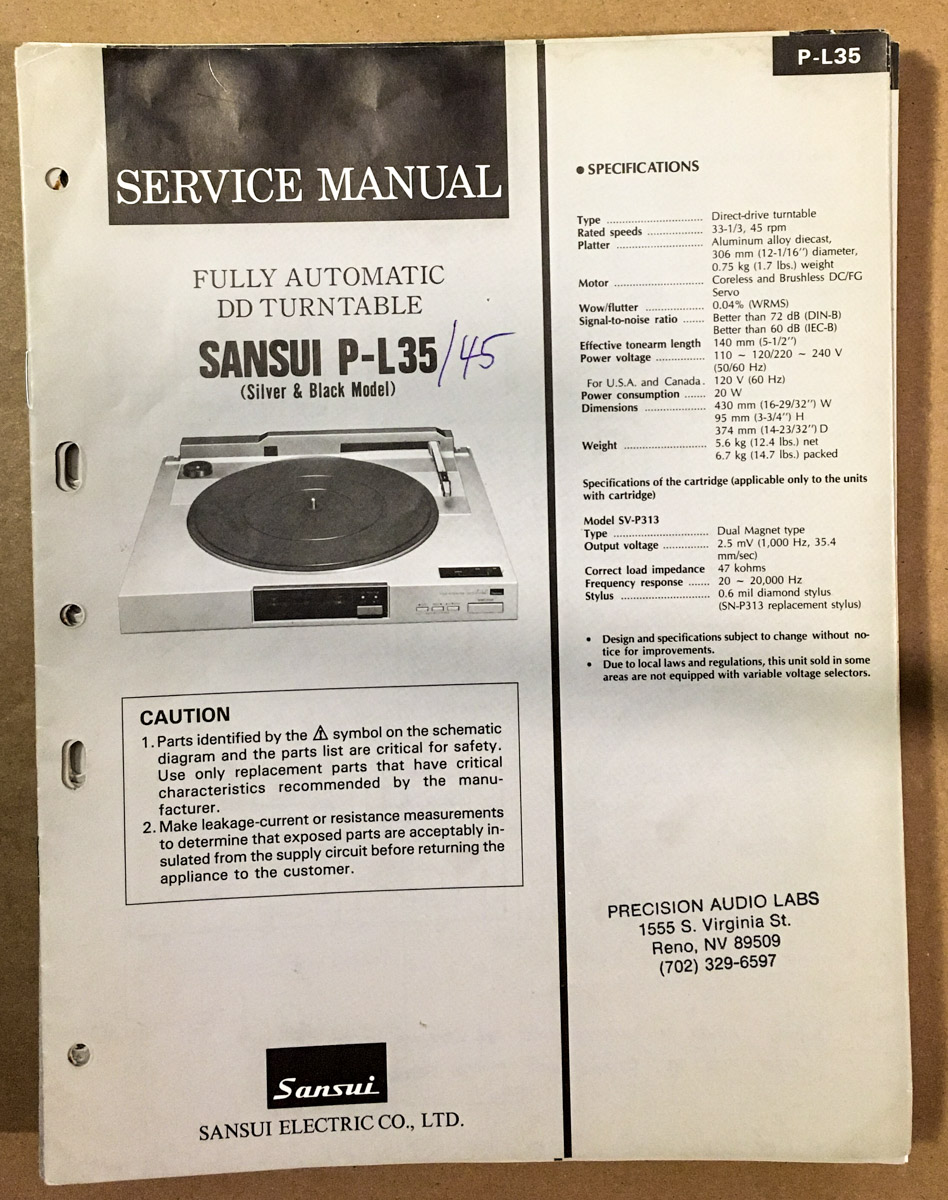 SERVICE MANUAL
FULLY AUTOMATIC
DD TURNTABLE
SANSUI P-L35/45
(Silver & Black Model)
CAUTION
1. Parts identified by the ⚠ symbol on the schematic
diagram and the parts list are critical for safety.
Use only replacement parts that have critical
characteristics recommended by the manu-
facturer.
2. Make leakage-current or resistance measurements
to determine that exposed parts are acceptably in-
sulated from the supply circuit before returning the
appliance to the customer.
Sansui
SANSUI ELECTRIC CO., LTD.
P-L35
● SPECIFICATIONS
Type ............................ Direct-drive turntable
Rated speeds ................ 33-1/3, 45 rpm
Platter ......................... Aluminum alloy diecast,
306 mm (12-1/16") diameter,
0.75 kg (1.7 lbs.) weight
Motor .......................... Coreless and Brushless DC/FG
Servo
Wow/flutter ................. 0.04% (WRMS)
Signal-to-noise ratio ...... Better than 72 dB (DIN-B)
Better than 60 dB (IEC-B)
Effective tonearm length 140 mm (5-1/2")
Power voltage .............. 110 ~ 120/220 ~ 240 V
(50/60 Hz)
For U.S.A. and Canada. 120 V (60 Hz)
Power consumption ...... 20 W
Dimensions .................. 430 mm (16-29/32") W
95 mm (3-3/4") H
374 mm (14-23/32") D
Weight ........................ 5.6 kg (12.4 lbs.) net
6.7 kg (14.7 lbs.) packed
Specifications of the cartridge (applicable only to the units
with cartridge)
Model SV-P313
Type ........................... Dual Magnet type
Output voltage ............. 2.5 mV (1,000 Hz, 35.4
mm/sec)
Correct load impedance 47 kohms
Frequency response ...... 20 ~ 20,000 Hz
Stylus ......................... 0.6 mil diamond stylus
(SN-P313 replacement stylus)
• Design and specifications subject to change without no-
tice for improvements.
• Due to local laws and regulations, this unit sold in some
areas are not equipped with variable voltage selectors.
PRECISION AUDIO LABS
1555 S. Virginia St.
Reno, NV 89509
(702) 329-6597